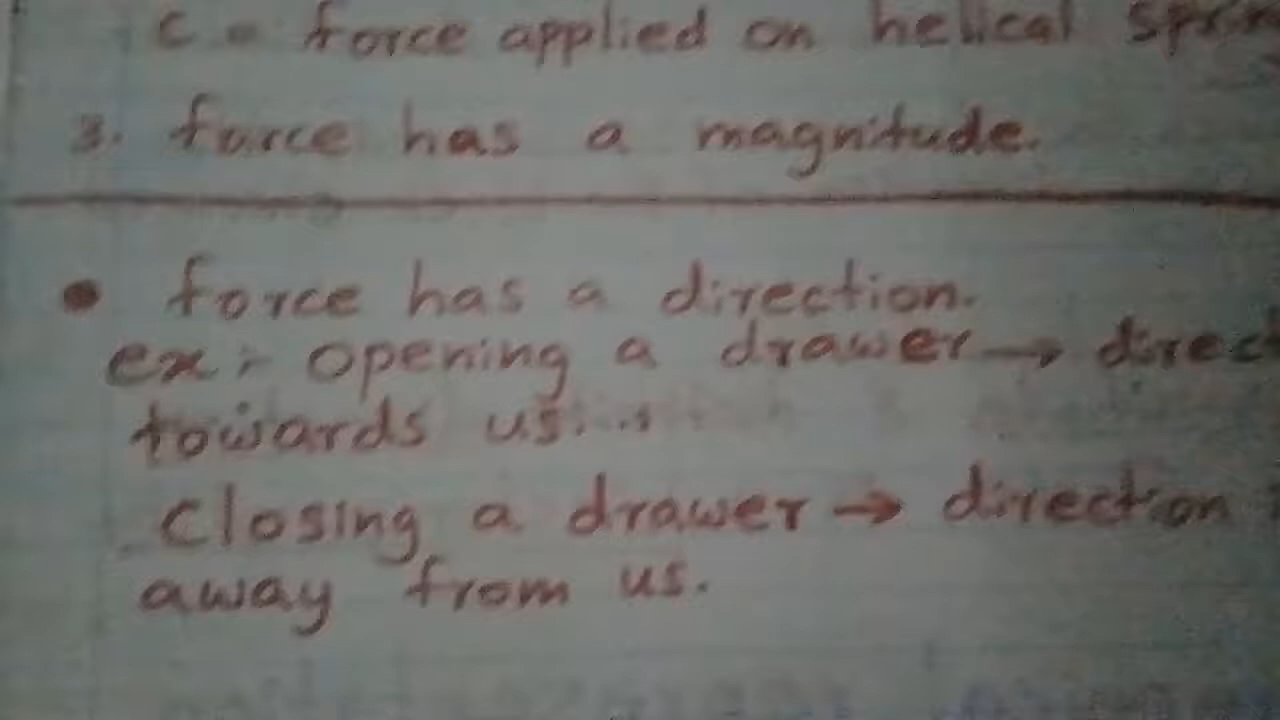 c = force applied on helical
3. force has a magnitude.
• force has a direction.
ex:- opening a drawer →
towards us.
Closing a drawer → direction
away from us.